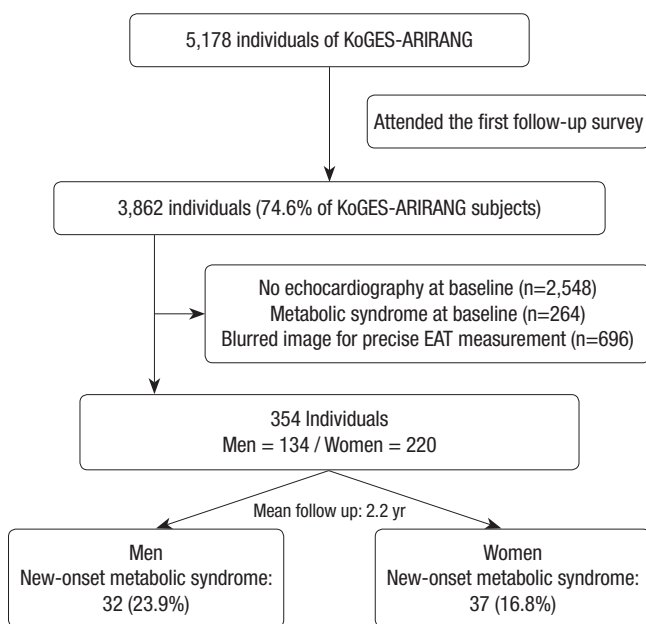 5,178 individuals of KoGES-ARIRANG
Attended the first follow-up survey
3,862 individuals (74.6% of KoGES-ARIRANG subjects)
No echocardiography at baseline (n=2,548)
Metabolic syndrome at baseline (n=264)
Blurred image for precise EAT measurement (n=696)
354 Individuals
Men = 134 / Women = 220
Mean follow up: 2.2 yr
Men
New-onset metabolic syndrome:
32 (23.9%)
Women
New-onset metabolic syndrome:
37 (16.8%)